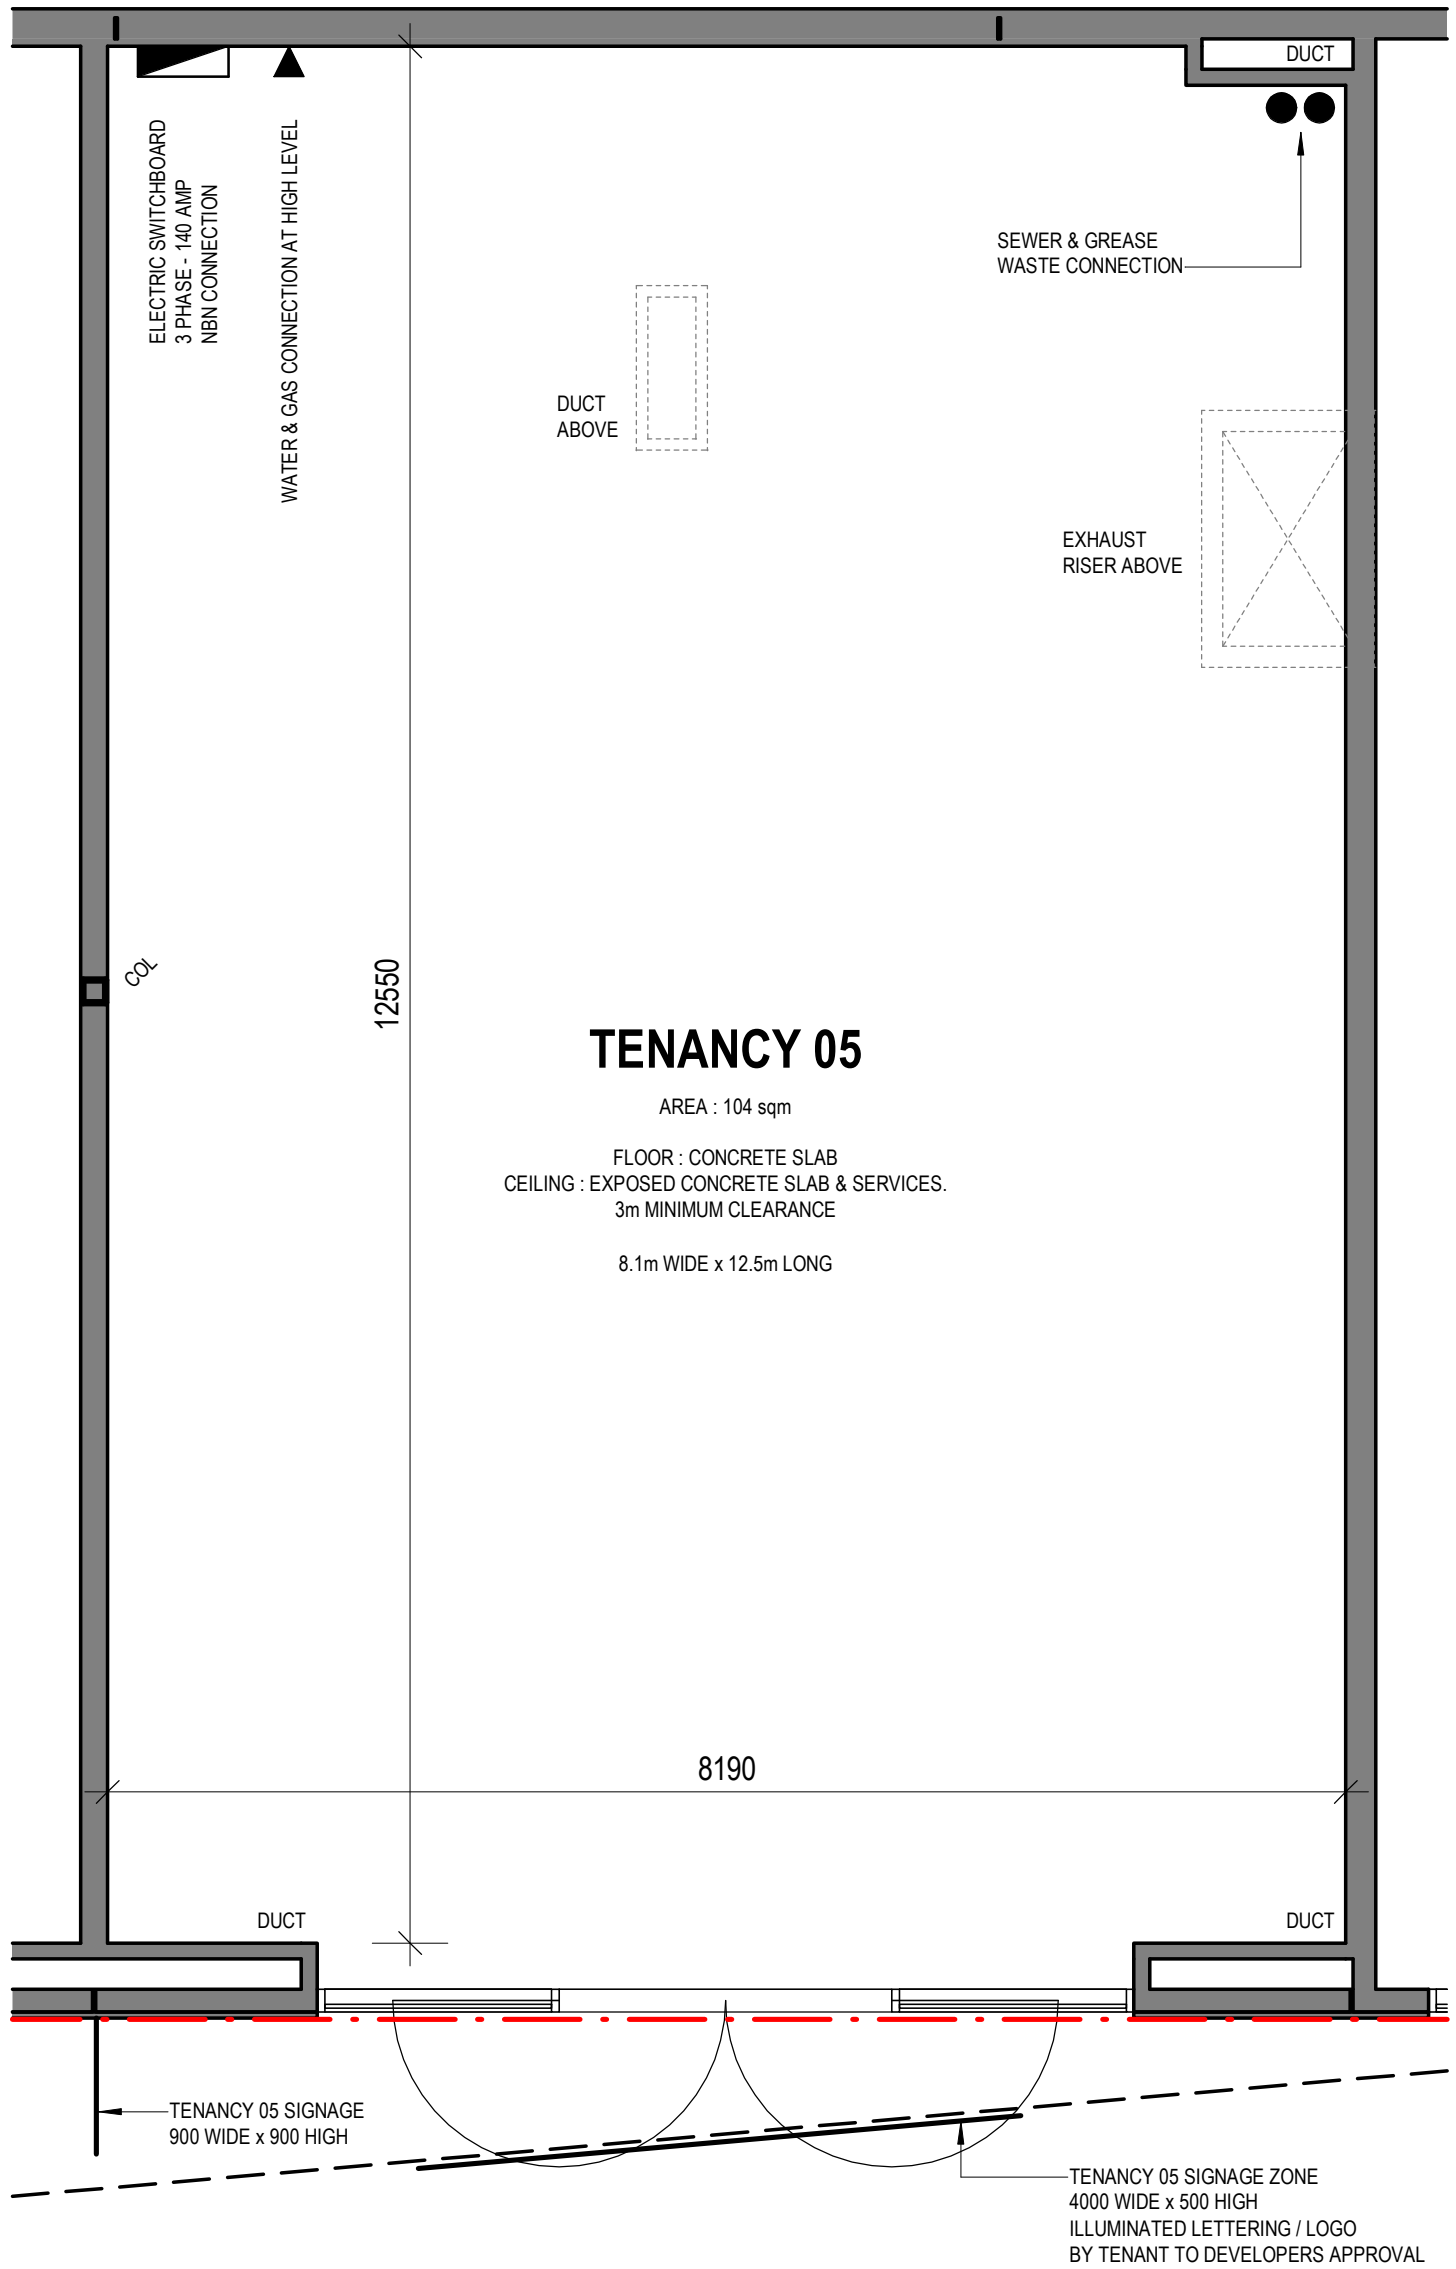 DUCT
ELECTRIC SWITCHBOARD
3 PHASE - 140 AMP
NBN CONNECTION
WATER & GAS CONNECTION AT HIGH LEVEL
SEWER & GREASE
WASTE CONNECTION
DUCT
ABOVE
EXHAUST
RISER ABOVE
COL
12550
TENANCY 05
AREA : 104 sqm
FLOOR : CONCRETE SLAB
CEILING : EXPOSED CONCRETE SLAB & SERVICES.
3m MINIMUM CLEARANCE
8.1m WIDE x 12.5m LONG
8190
DUCT
DUCT
TENANCY 05 SIGNAGE
900 WIDE x 900 HIGH
TENANCY 05 SIGNAGE ZONE
4000 WIDE x 500 HIGH
ILLUMINATED LETTERING / LOGO
BY TENANT TO DEVELOPERS APPROVAL